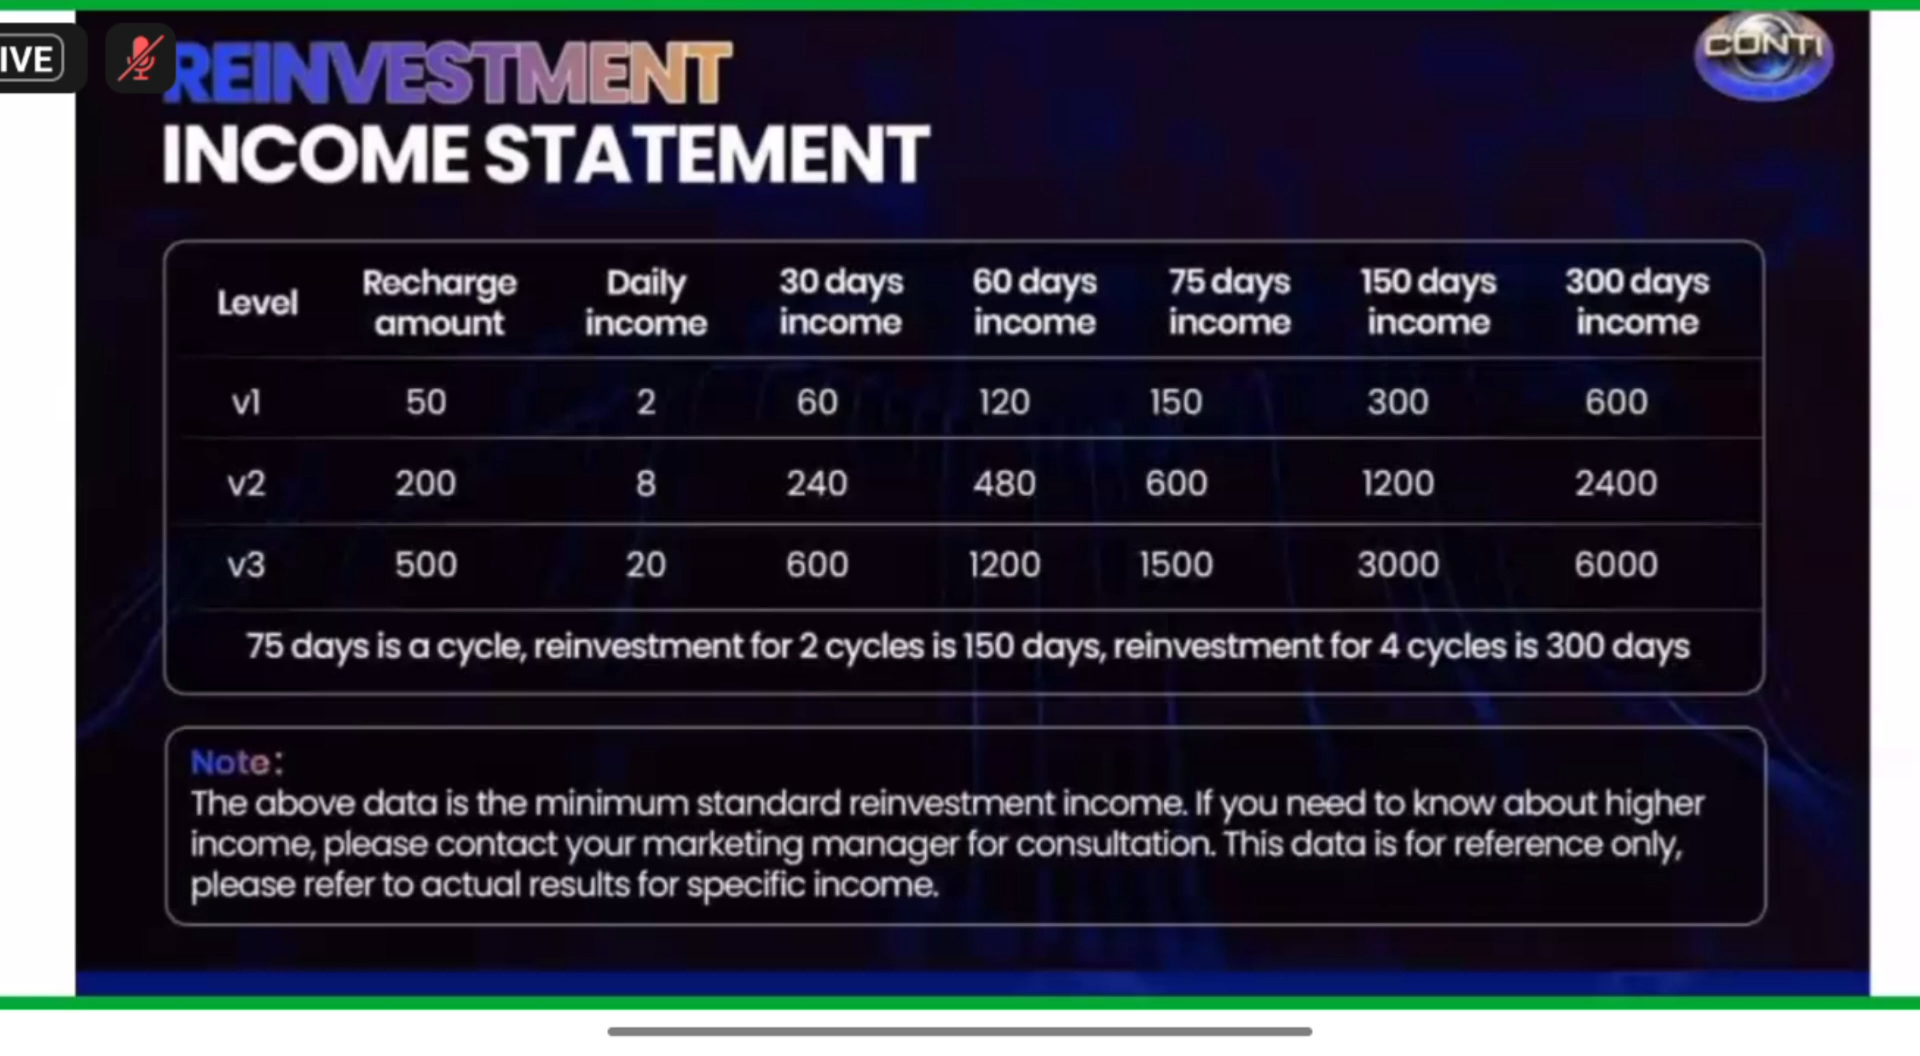 IVE
REINVESTMENT
CONTI
INCOME STATEMENT
Level Recharge amount Daily income 30 days income 60 days income 75 days income 150 days income 300 days income
v1 50 2 60 120 150 300 600
v2 200 8 240 480 600 1200 2400
v3 500 20 600 1200 1500 3000 6000
75 days is a cycle, reinvestment for 2 cycles is 150 days, reinvestment for 4 cycles is 300 days
Note:
The above data is the minimum standard reinvestment income. If you need to know about higher
income, please contact your marketing manager for consultation. This data is for reference only,
please refer to actual results for specific income.